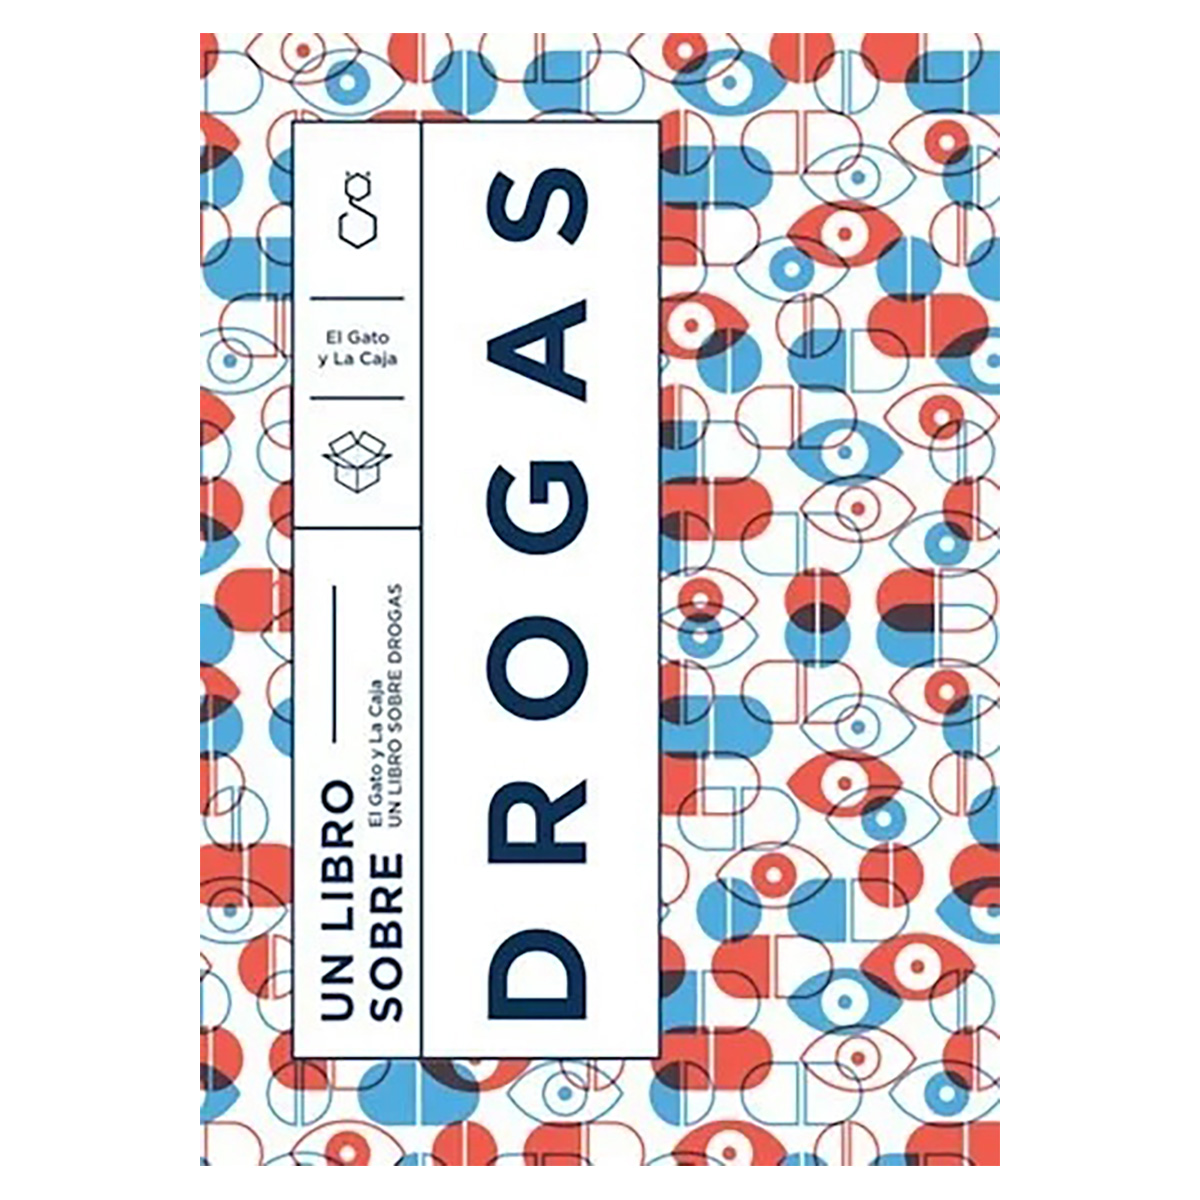 UN LIBRO
SOBRE
El Gato y La Caja
UN LIBRO SOBRE DROGAS
El Gato
y La Caja
DROGAS